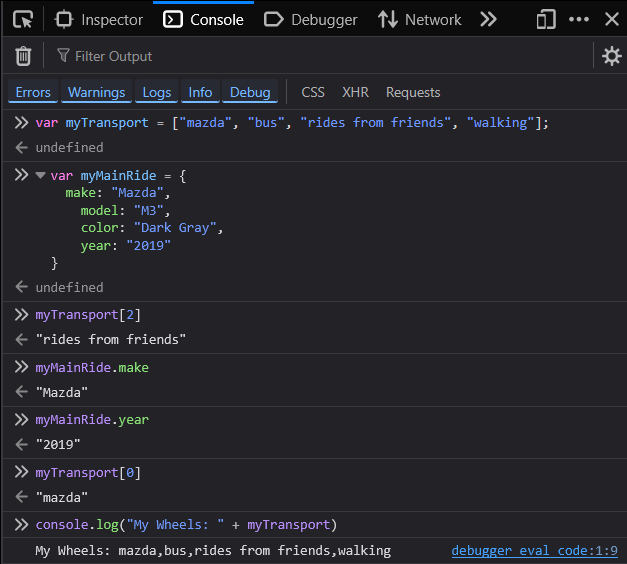 Inspector Console Debugger Network
Filter Output
Errors Warnings Logs Info Debug CSS XHR Requests
var myTransport = ["mazda", "bus", "rides from friends", "walking"];
undefined
var myMainRide = {
make: "Mazda",
model: "M3",
color: "Dark Gray",
year: "2019"
}
undefined
myTransport[2]
"rides from friends"
myMainRide.make
"Mazda"
myMainRide.year
"2019"
myTransport[0]
"mazda"
console.log("My Wheels: " + myTransport)
My Wheels: mazda,bus,rides from friends,walking debugger eval code:1:9